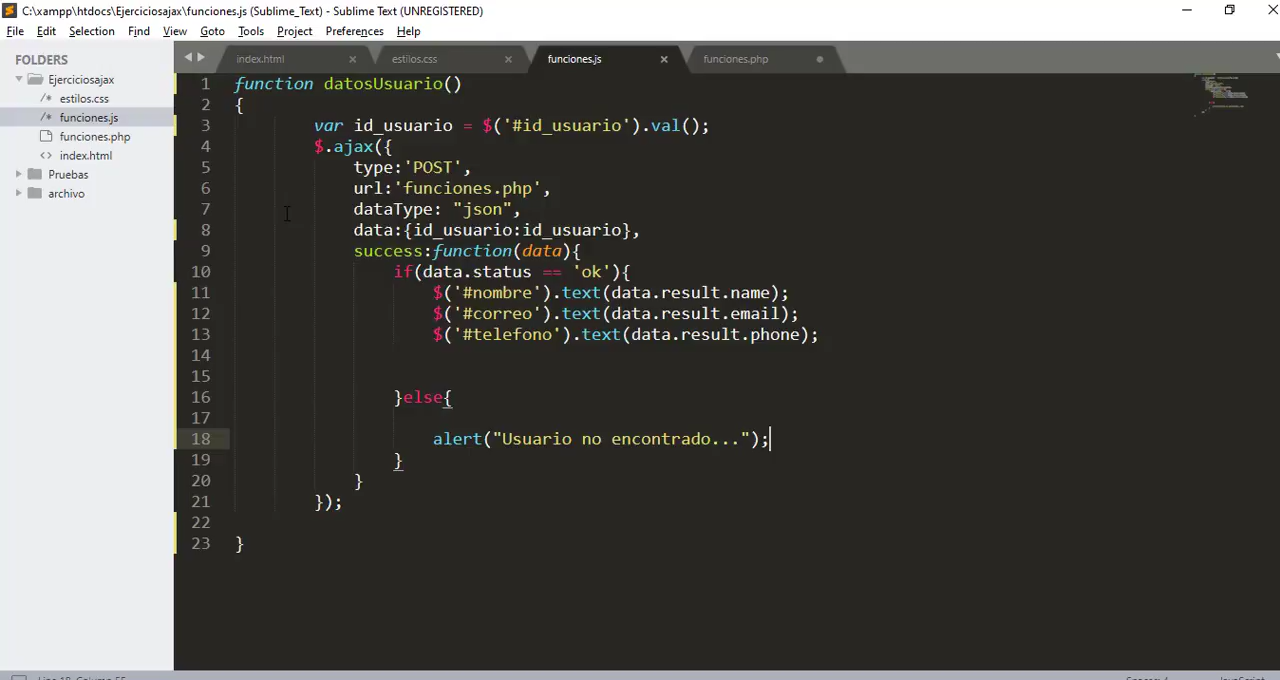 C:\xampp\htdocs\Ejerciciosajax\funciones.js (Sublime_Text) - Sublime Text (UNREGISTERED)
File Edit Selection Find View Goto Tools Project Preferences Help
FOLDERS
Ejerciciosajax
estilos.css
funciones.js
funciones.php
index.html
Pruebas
archivo
index.html estilos.css funciones.js funciones.php
1 function datosUsuario()
2 {
3 var id_usuario = $('#id_usuario').val();
4 $.ajax({
5 type:'POST',
6 url:'funciones.php',
7 dataType: "json",
8 data:{id_usuario:id_usuario},
9 success:function(data){
10 if(data.status == 'ok'){
11 $('#nombre').text(data.result.name);
12 $('#correo').text(data.result.email);
13 $('#telefono').text(data.result.phone);
14
15
16 }else{
17
18 alert("Usuario no encontrado...");
19 }
20 }
21 });
22
23 }